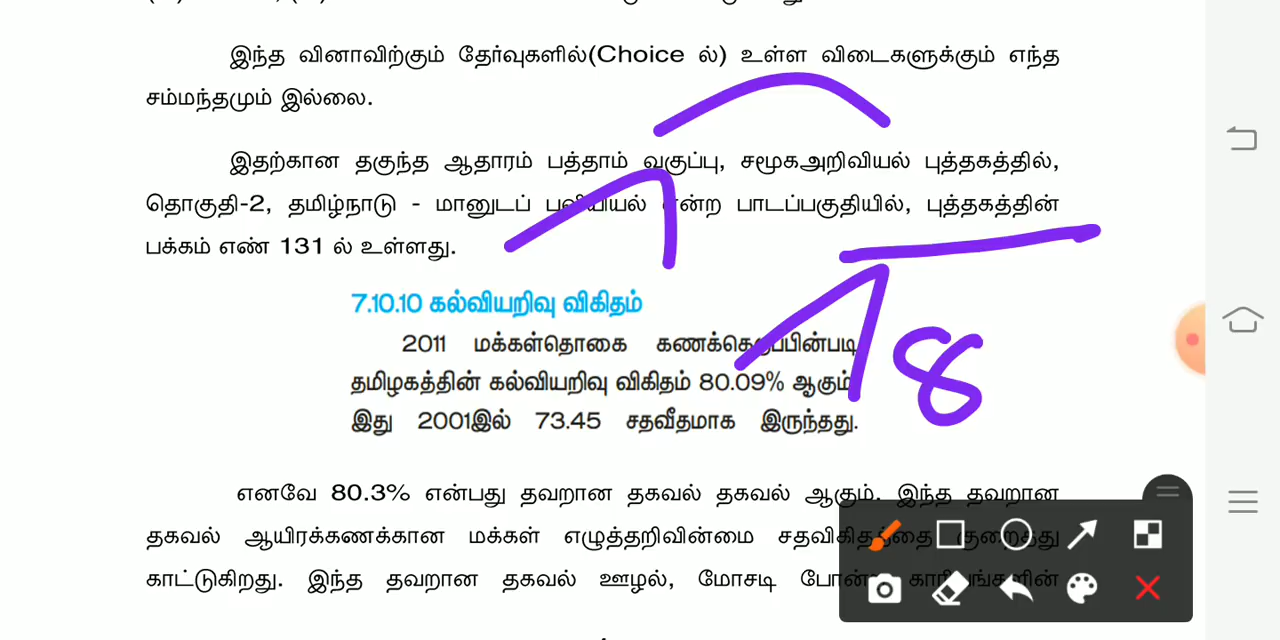 இந்த வினாவிற்கும் தேர்வுகளில்(Choice ல்) உள்ள விடைகளுக்கும் எந்த
சம்மந்தமும் இல்லை.
இதற்கான தகுந்த ஆதாரம் பத்தாம் வகுப்பு, சமூகஅறிவியல் புத்தகத்தில்,
தொகுதி-2, தமிழ்நாடு - மானுடப் புவியியல் என்ற பாடப்பகுதியில், புத்தகத்தின்
பக்கம் எண் 131 ல் உள்ளது.
7.10.10 கல்வியறிவு விகிதம்
2011 மக்கள்தொகை கணக்கெடுப்பின்படி
தமிழகத்தின் கல்வியறிவு விகிதம் 80.09% ஆகும்
இது 2001இல் 73.45 சதவீதமாக இருந்தது.
8
எனவே 80.3% என்பது தவறான தகவல் தகவல் ஆகும். இந்த தவறான
தகவல் ஆயிரக்கணக்கான மக்கள் எழுத்தறிவின்மை சதவிகிதத்தை குறைத்து
காட்டுகிறது. இந்த தவறான தகவல் ஊழல், மோசடி போன்ற காரியங்களின்